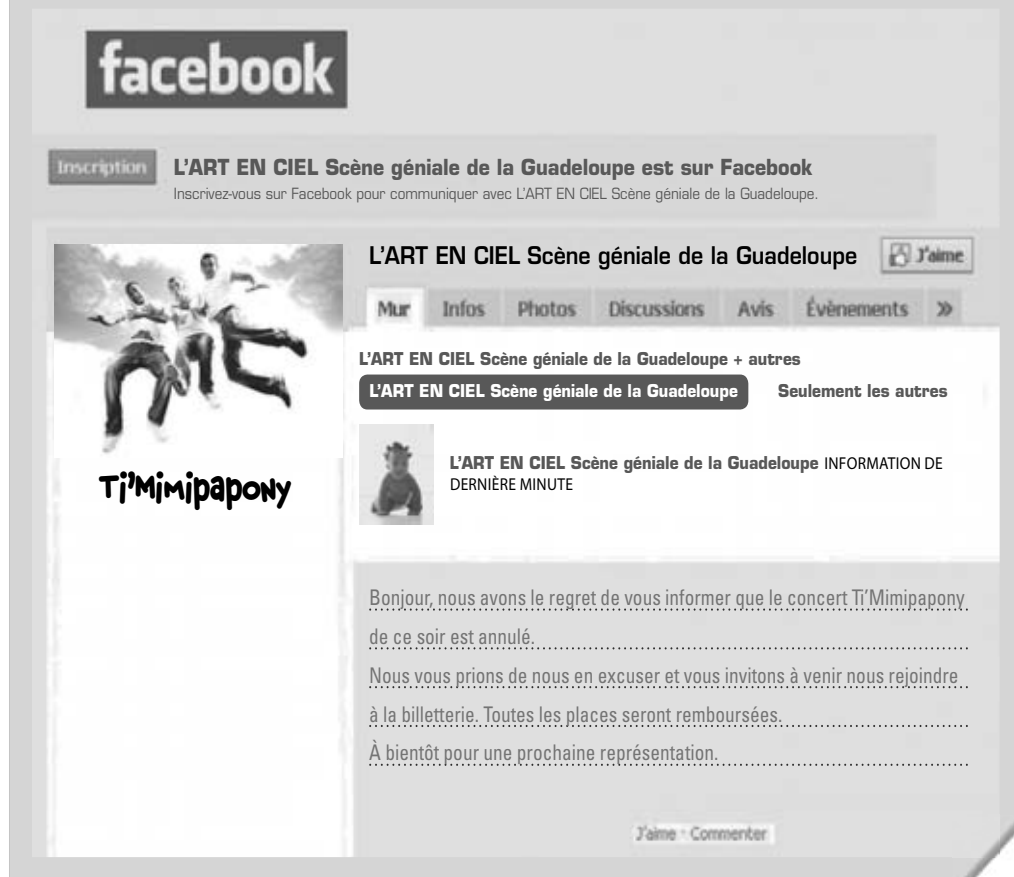 facebook
Inscription
L'ART EN CIEL Scène géniale de la Guadeloupe est sur Facebook
Inscrivez-vous sur Facebook pour communiquer avec L'ART EN CIEL Scène géniale de la Guadeloupe.
L'ART EN CIEL Scène géniale de la Guadeloupe
J'aime
Mur Infos Photos Discussions Avis Évènements »
L'ART EN CIEL Scène géniale de la Guadeloupe + autres
L'ART EN CIEL Scène géniale de la Guadeloupe Seulement les autres
L'ART EN CIEL Scène géniale de la Guadeloupe INFORMATION DE
DERNIÈRE MINUTE
Ti'Mimipapony
Bonjour, nous avons le regret de vous informer que le concert Ti'Mimipapony
de ce soir est annulé.
Nous vous prions de nous en excuser et vous invitons à venir nous rejoindre
à la billetterie. Toutes les places seront remboursées.
À bientôt pour une prochaine représentation.
J'aime · Commenter